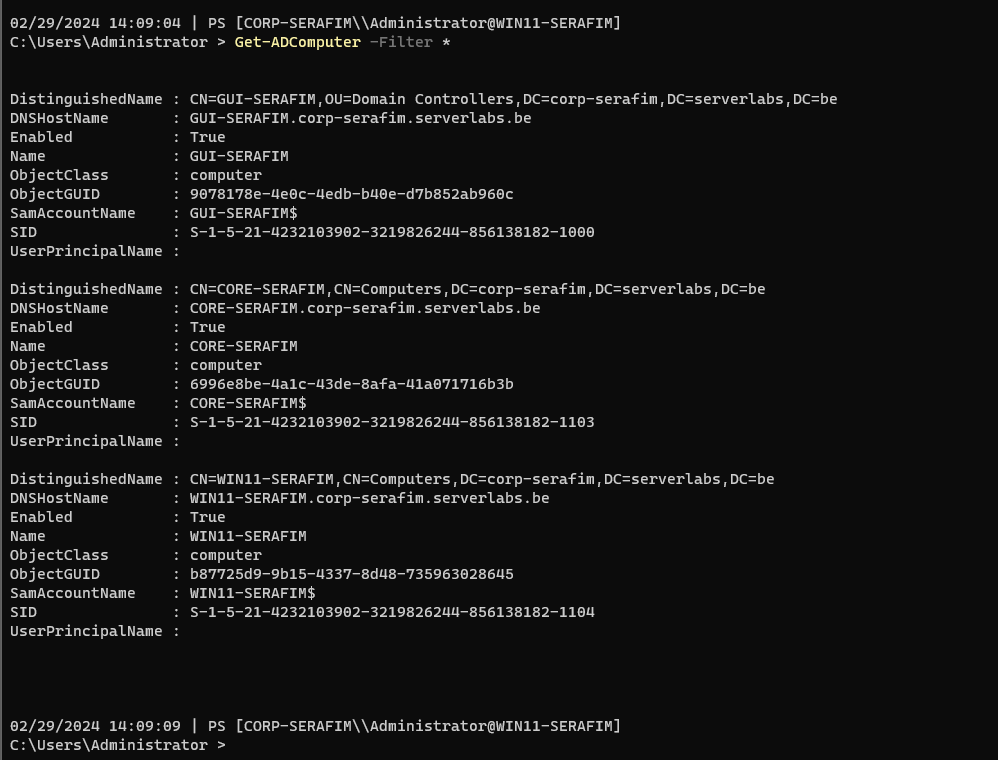 02/29/2024 14:09:04 | PS [CORP-SERAFIM\\Administrator@WIN11-SERAFIM]
C:\Users\Administrator > Get-ADComputer -Filter *
DistinguishedName : CN=GUI-SERAFIM,OU=Domain Controllers,DC=corp-serafim,DC=serverlabs,DC=be
DNSHostName : GUI-SERAFIM.corp-serafim.serverlabs.be
Enabled : True
Name : GUI-SERAFIM
ObjectClass : computer
ObjectGUID : 9078178e-4e0c-4edb-b40e-d7b852ab960c
SamAccountName : GUI-SERAFIM$
SID : S-1-5-21-4232103902-3219826244-856138182-1000
UserPrincipalName :
DistinguishedName : CN=CORE-SERAFIM,CN=Computers,DC=corp-serafim,DC=serverlabs,DC=be
DNSHostName : CORE-SERAFIM.corp-serafim.serverlabs.be
Enabled : True
Name : CORE-SERAFIM
ObjectClass : computer
ObjectGUID : 6996e8be-4a1c-43de-8afa-41a071716b3b
SamAccountName : CORE-SERAFIM$
SID : S-1-5-21-4232103902-3219826244-856138182-1103
UserPrincipalName :
DistinguishedName : CN=WIN11-SERAFIM,CN=Computers,DC=corp-serafim,DC=serverlabs,DC=be
DNSHostName : WIN11-SERAFIM.corp-serafim.serverlabs.be
Enabled : True
Name : WIN11-SERAFIM
ObjectClass : computer
ObjectGUID : b87725d9-9b15-4337-8d48-735963028645
SamAccountName : WIN11-SERAFIM$
SID : S-1-5-21-4232103902-3219826244-856138182-1104
UserPrincipalName :
02/29/2024 14:09:09 | PS [CORP-SERAFIM\\Administrator@WIN11-SERAFIM]
C:\Users\Administrator >